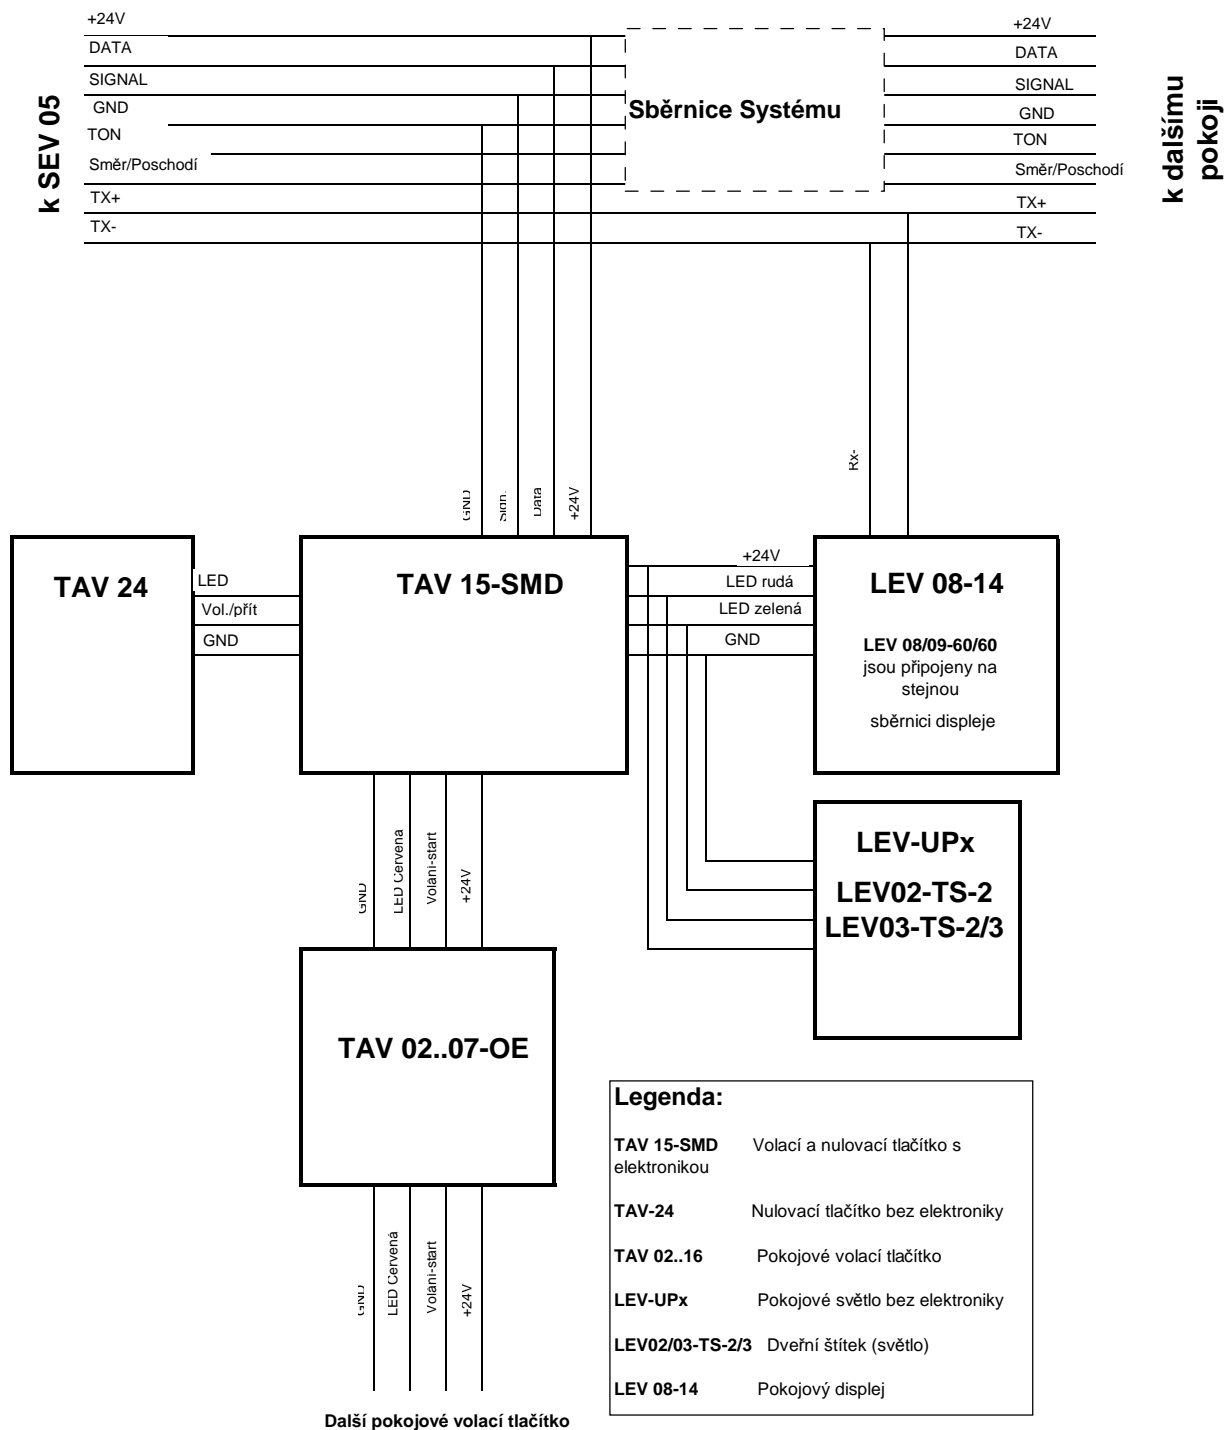 +24V
DATA
SIGNAL
GND
TON
Směr/Poschodí
TX+
TX-
k SEV 05
Sběrnice Systému
+24V
DATA
SIGNAL
GND
TON
Směr/Poschodí
TX+
TX-
k dalšímu
pokoji
GND
Sign.
Data
+24V
Rx-
TAV 24
LED
Vol./přít
GND
TAV 15-SMD
+24V
LED rudá
LED zelená
GND
LEV 08-14
LEV 08/09-60/60
jsou připojeny na
stejnou
sběrnici displeje
GND
LED Cervena
Volani-start
+24V
LEV-UPx
LEV02-TS-2
LEV03-TS-2/3
TAV 02..07-OE
GND
LED Červená
Volani-start
+24V
Další pokojové volací tlačítko
Legenda:
TAV 15-SMD Volací a nulovací tlačítko s
elektronikou
TAV-24 Nulovací tlačítko bez elektroniky
TAV 02..16 Pokojové volací tlačítko
LEV-UPx Pokojové světlo bez elektroniky
LEV02/03-TS-2/3 Dveřní štítek (světlo)
LEV 08-14 Pokojový displej